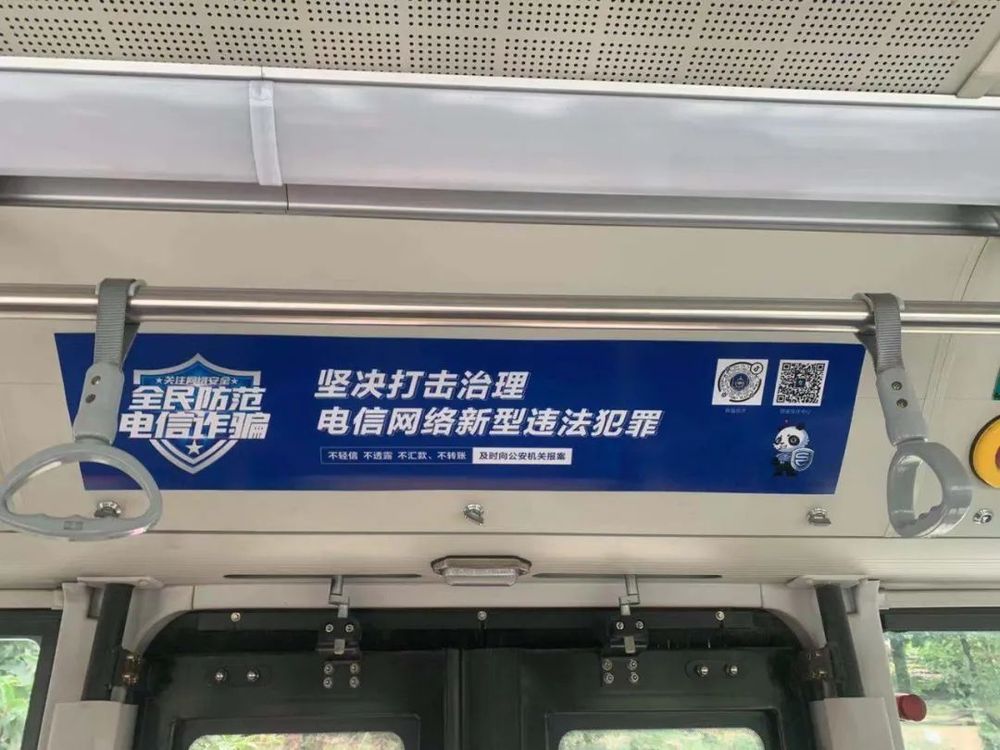 关注网络安全
全民防范
电信诈骗
坚决打击治理
电信网络新型违法犯罪
不轻信 不透露 不汇款、不转账 及时向公安机关报案